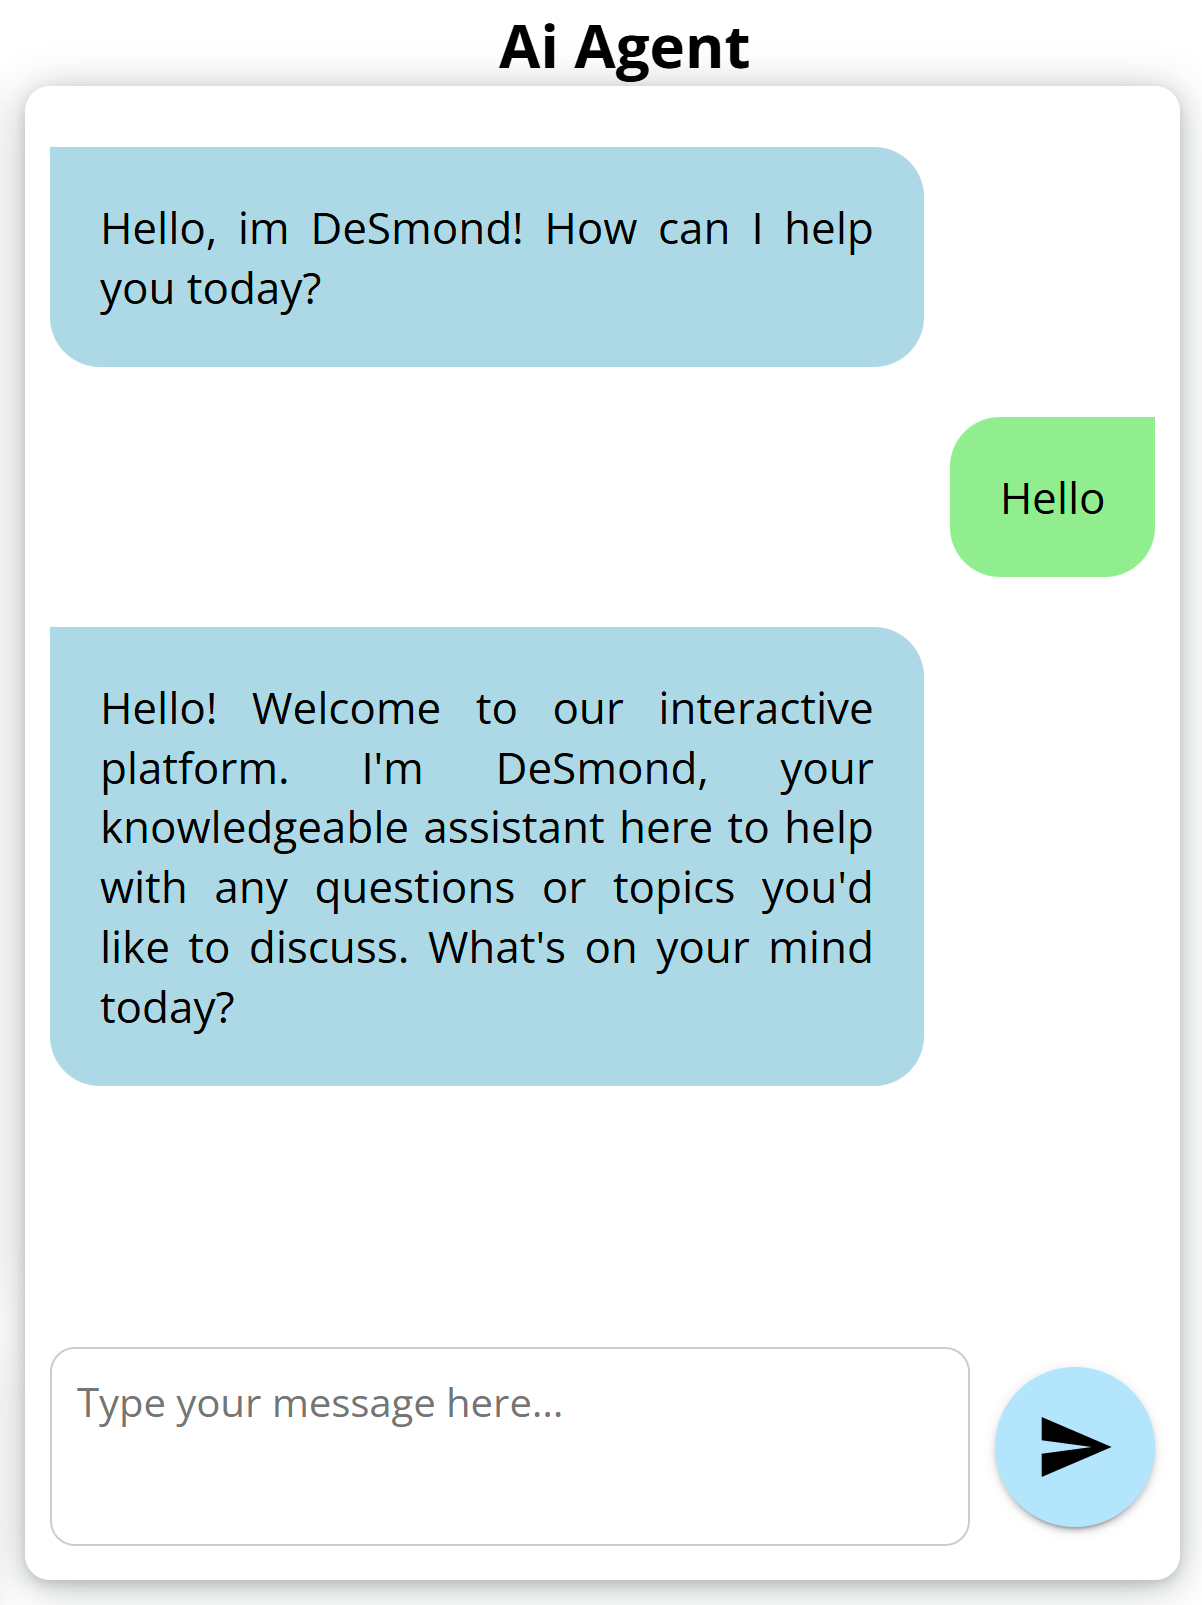 Ai Agent
Hello, im DeSmond! How can I help
you today?
Hello
Hello! Welcome to our interactive
platform. I'm DeSmond, your
knowledgeable assistant here to help
with any questions or topics you'd
like to discuss. What's on your mind
today?
Type your message here...